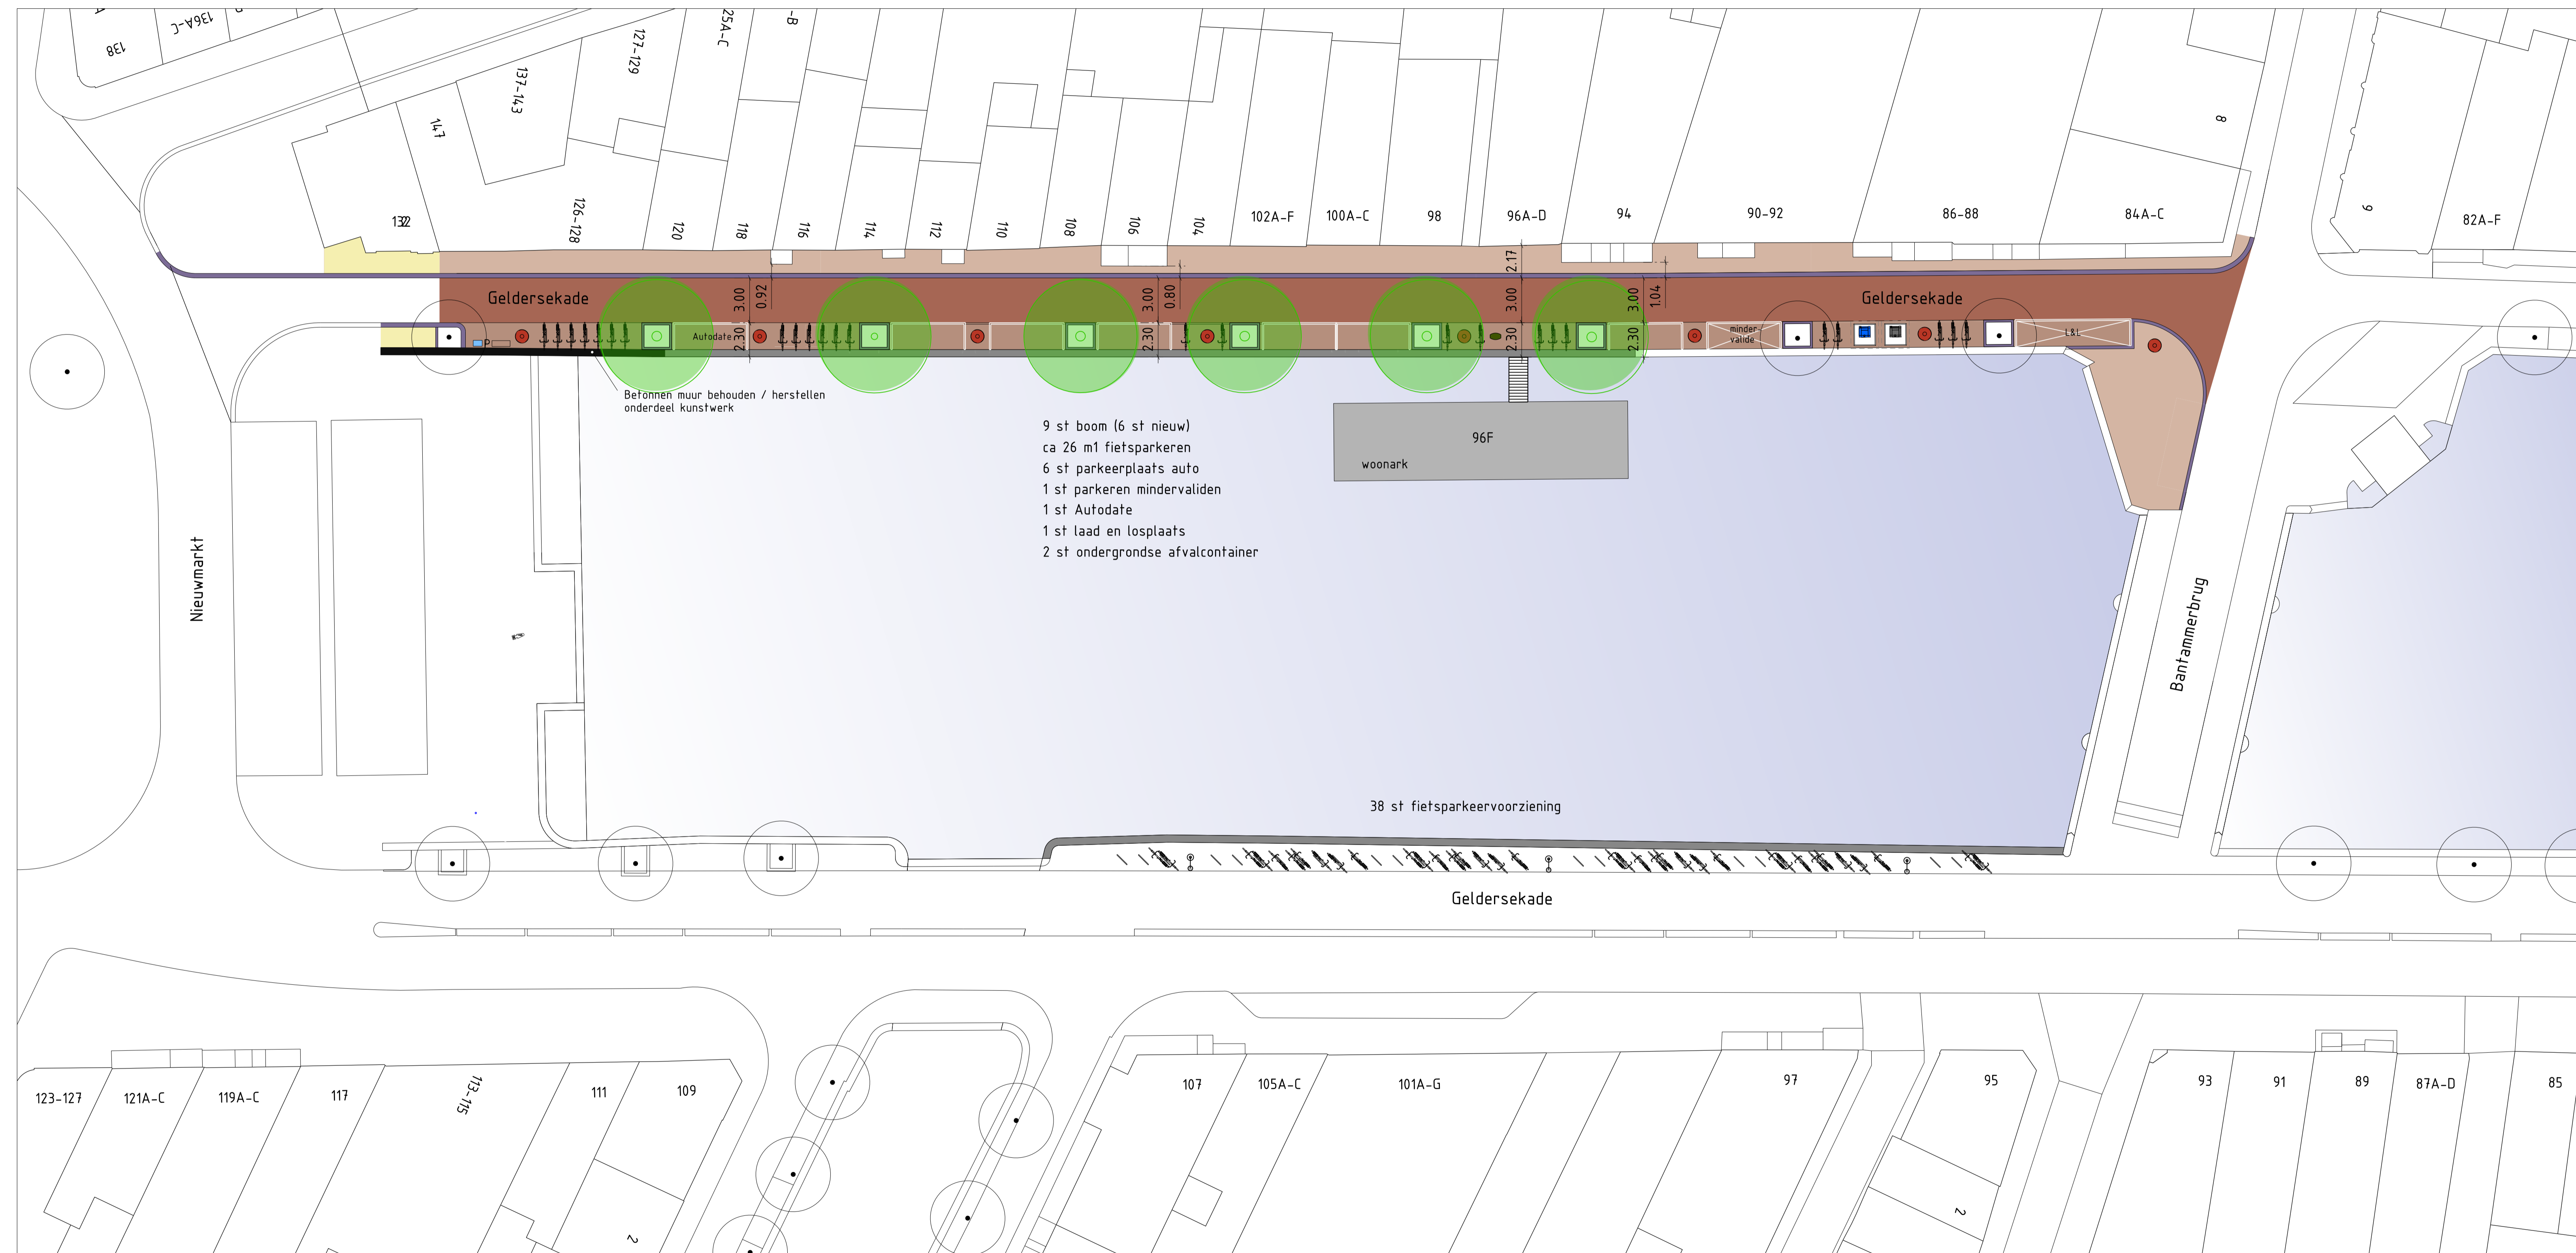 138
136A-C
25A-C
-B
127-129
137-143
147
8
9
132
126-128
120
118
116
114
112
110
108
106
104
102A-F
100A-C
98
96A-D
94
90-92
86-88
84A-C
82A-F
2.17
Geldersekade
3.00
0.92
3.00
0.80
3.00
3.00
1.04
Geldersekade
P
Autodate
2.30
2.30
2.30
2.30
minder
valide
L&L
Betonnen muur behouden / herstellen
onderdeel kunstwerk
9 st boom (6 st nieuw)
ca 26 m1 fietsparkeren
6 st parkeerplaats auto
1 st parkeren mindervaliden
1 st Autodate
1 st laad en losplaats
2 st ondergrondse afvalcontainer
96F
woonark
Nieuwmarkt
Bantammerbrug
38 st fietsparkeervoorziening
Geldersekade
123-127
121A-C
119A-C
117
113-115
111
109
107
105A-C
101A-G
97
95
93
91
89
87A-D
85
2
2